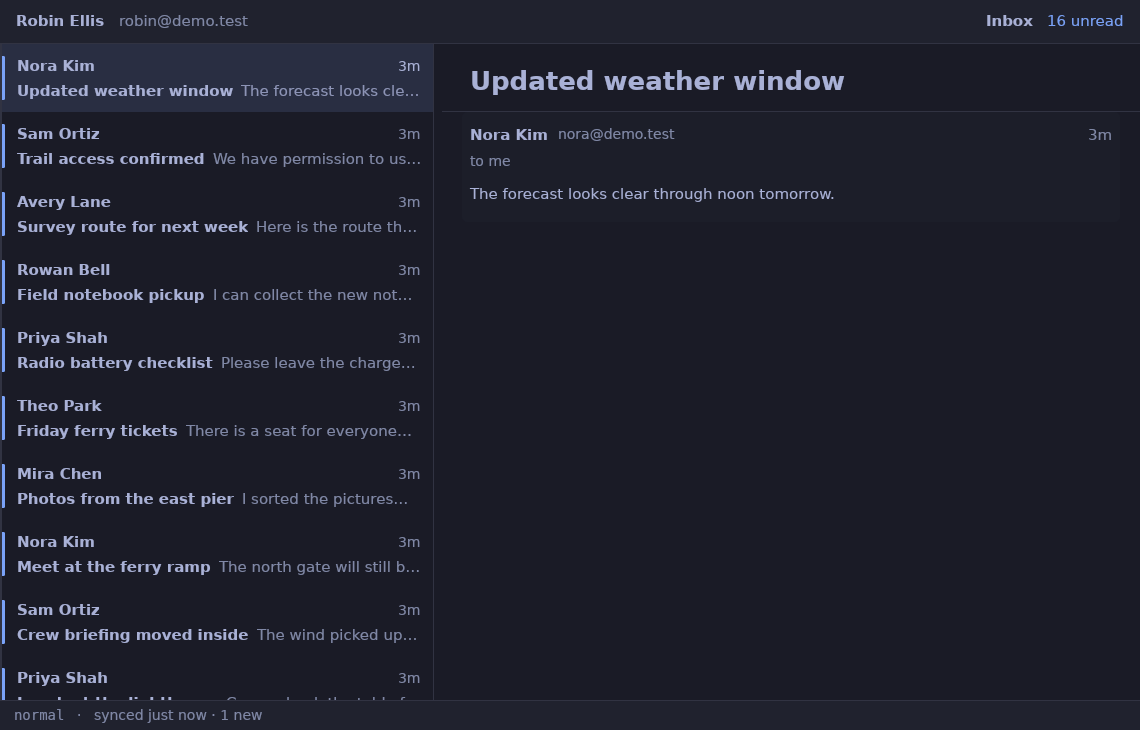 Robin Ellis robin@demo.test
Inbox 16 unread
Nora Kim 3m
Updated weather window The forecast looks cle…
Sam Ortiz 3m
Trail access confirmed We have permission to us…
Avery Lane 3m
Survey route for next week Here is the route th…
Rowan Bell 3m
Field notebook pickup I can collect the new not…
Priya Shah 3m
Radio battery checklist Please leave the charge…
Theo Park 3m
Friday ferry tickets There is a seat for everyone…
Mira Chen 3m
Photos from the east pier I sorted the pictures…
Nora Kim 3m
Meet at the ferry ramp The north gate will still b…
Sam Ortiz 3m
Crew briefing moved inside The wind picked up…
Priya Shah 3m
Updated weather window
Nora Kim nora@demo.test 3m
to me
The forecast looks clear through noon tomorrow.
normal · synced just now · 1 new